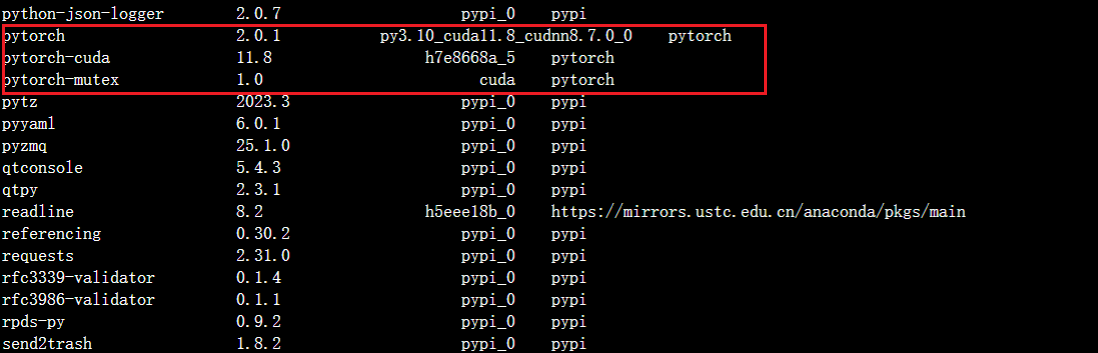 python-json-logger 2.0.7 pypi_0 pypi
pytorch 2.0.1 py3.10_cuda11.8_cudnn8.7.0_0 pytorch
pytorch-cuda 11.8 h7e8668a_5 pytorch
pytorch-mutex 1.0 cuda pytorch
pytz 2023.3 pypi_0 pypi
pyyaml 6.0.1 pypi_0 pypi
pyzmq 25.1.0 pypi_0 pypi
qtconsole 5.4.3 pypi_0 pypi
qtpy 2.3.1 pypi_0 pypi
readline 8.2 h5eee18b_0 https://mirrors.ustc.edu.cn/anaconda/pkgs/main
referencing 0.30.2 pypi_0 pypi
requests 2.31.0 pypi_0 pypi
rfc3339-validator 0.1.4 pypi_0 pypi
rfc3986-validator 0.1.1 pypi_0 pypi
rpds-py 0.9.2 pypi_0 pypi
send2trash 1.8.2 pypi_0 pypi